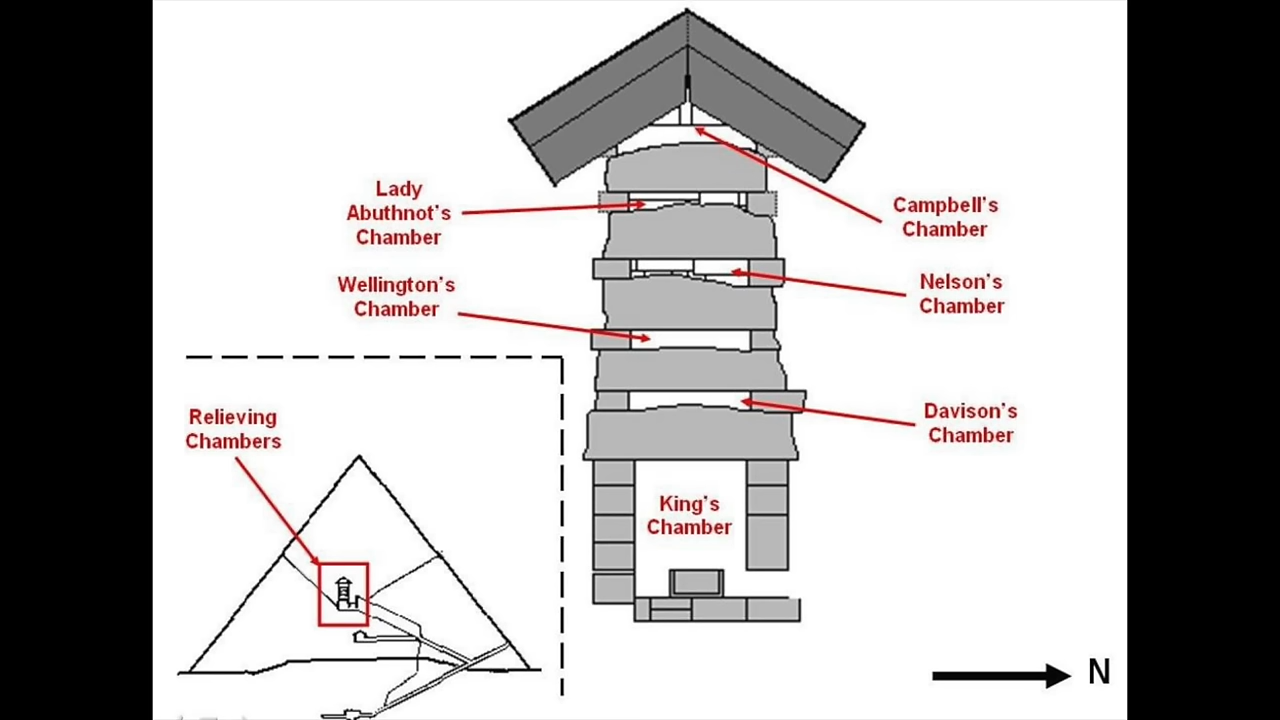 Lady
Abuthnot's
Chamber
Campbell's
Chamber
Wellington's
Chamber
Nelson's
Chamber
Relieving
Chambers
Davison's
Chamber
King's
Chamber
N